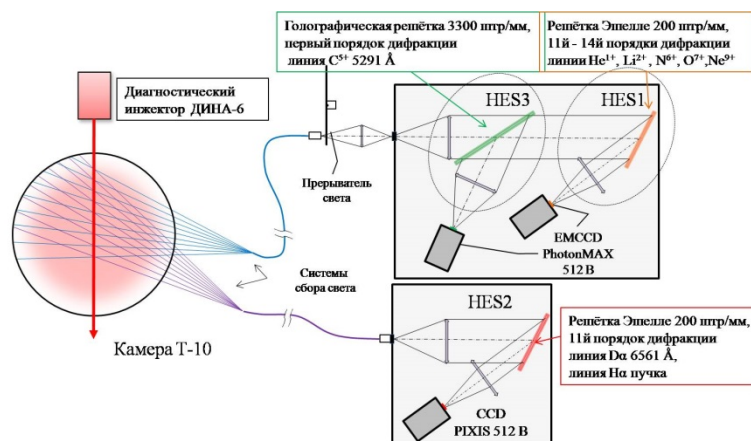 Голографическая решётка 3300 штр/мм,
первый порядок дифракции
линия C⁵⁺ 5291 Å
Решётка Эшелле 200 штр/мм,
11й - 14й порядки дифракции
линии He¹⁺, Li²⁺, N⁶⁺, O⁷⁺,Ne⁹⁺
Диагностический
инжектор ДИНА-6
HES3
HES1
Прерыватель
света
EMCCD
PhotonMAX
512 B
Системы
сбора света
Камера Т-10
HES2
CCD
PIXIS 512 B
Решётка Эшелле 200 штр/мм,
11й порядок дифракции
линия Dα 6561 Å,
линия Hα пучка